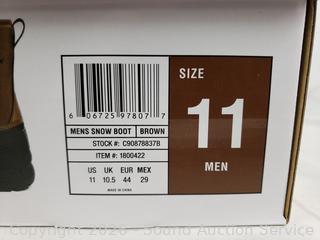 SIZE
11
MEN
6 06725 97807 7
MENS SNOW BOOT BROWN
STOCK #: C90878837B
ITEM #: 1800422
US UK EUR MEX
11 10.5 44 29
MADE IN CHINA
Copyright 2020 - Sound Auction Service